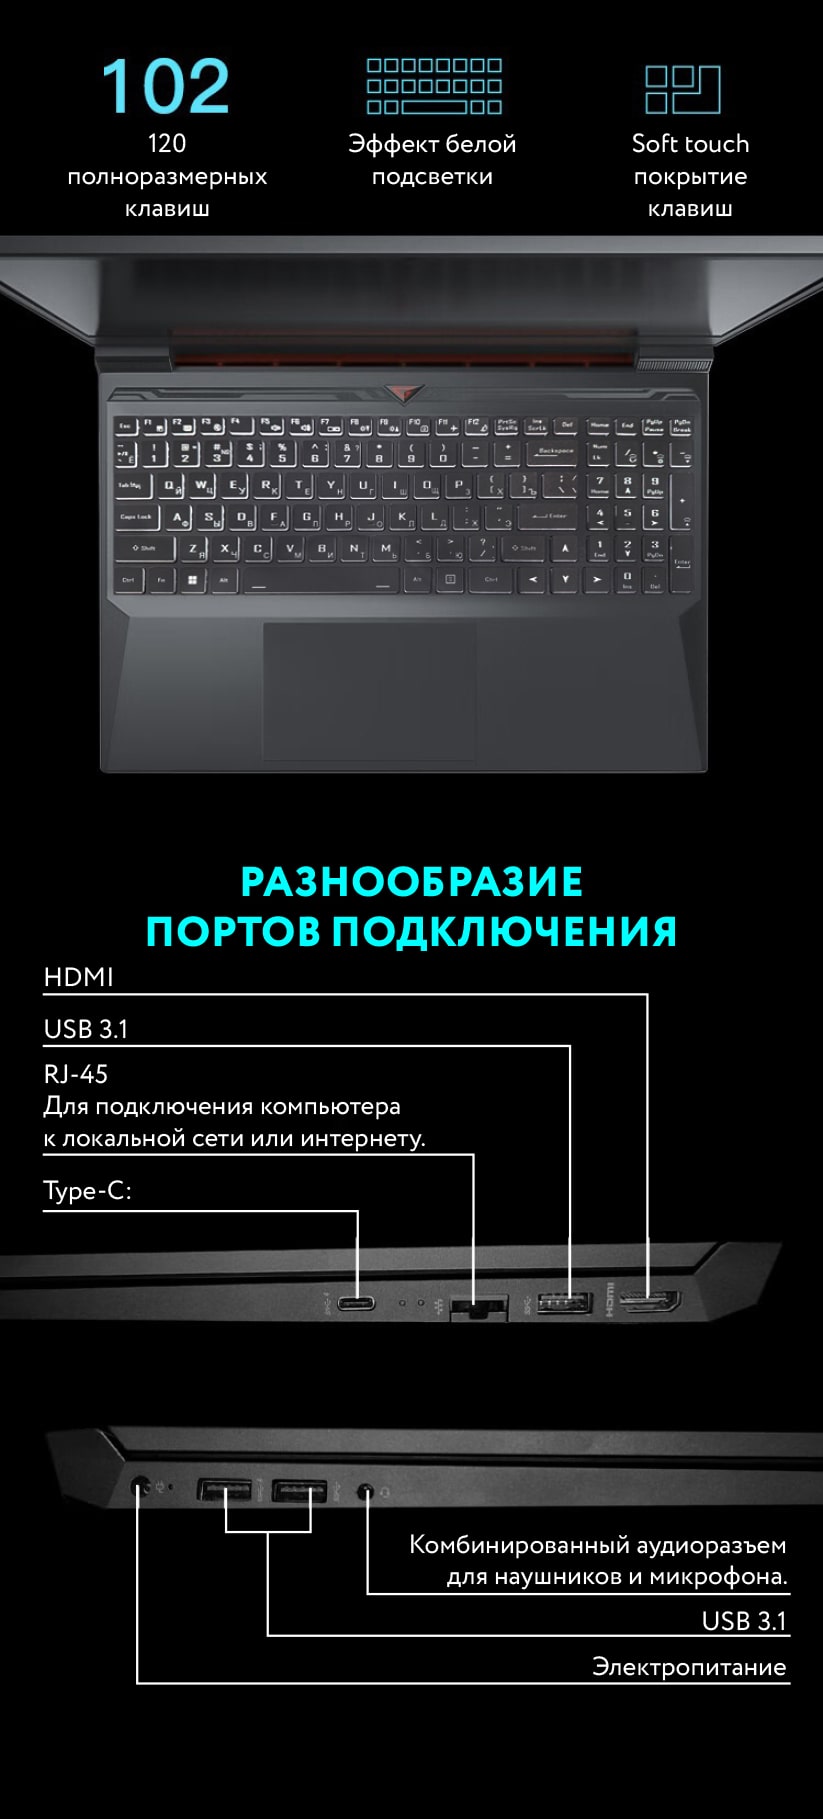 102
120
полноразмерных
клавиш
Эффект белой
подсветки
Soft touch
покрытие
клавиш
РАЗНООБРАЗИЕ
ПОРТОВ ПОДКЛЮЧЕНИЯ
HDMI
USB 3.1
RJ-45
Для подключения компьютера
к локальной сети или интернету.
Type-C:
HDMI
Комбинированный аудиоразъем
для наушников и микрофона.
USB 3.1
Электропитание